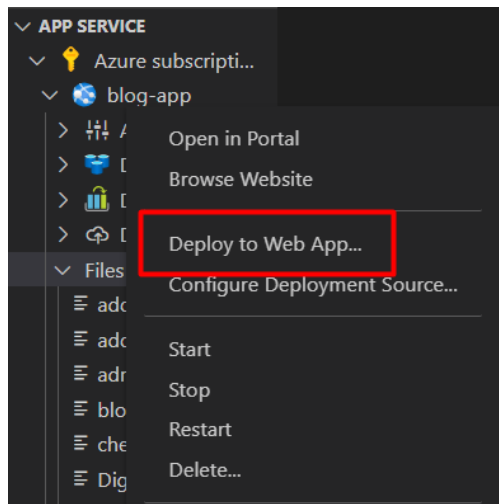 APP SERVICE
Azure subscripti...
blog-app
Open in Portal
Browse Website
Deploy to Web App...
Configure Deployment Source...
Files
Start
Stop
Restart
Delete...